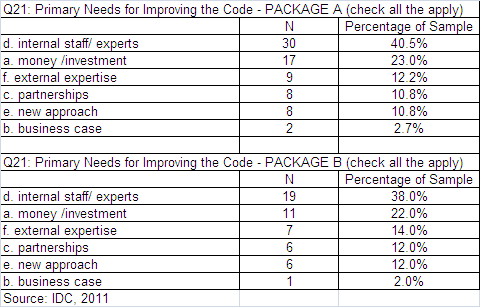 Q21: Primary Needs for Improving the Code - PACKAGE A (check all the apply)
N Percentage of Sample
d. internal staff/ experts 30 40.5%
a. money /investment 17 23.0%
f. external expertise 9 12.2%
c. partnerships 8 10.8%
e. new approach 8 10.8%
b. business case 2 2.7%
Q21: Primary Needs for Improving the Code - PACKAGE B (check all the apply)
N Percentage of Sample
d. internal staff/ experts 19 38.0%
a. money /investment 11 22.0%
f. external expertise 7 14.0%
c. partnerships 6 12.0%
e. new approach 6 12.0%
b. business case 1 2.0%
Source: IDC, 2011